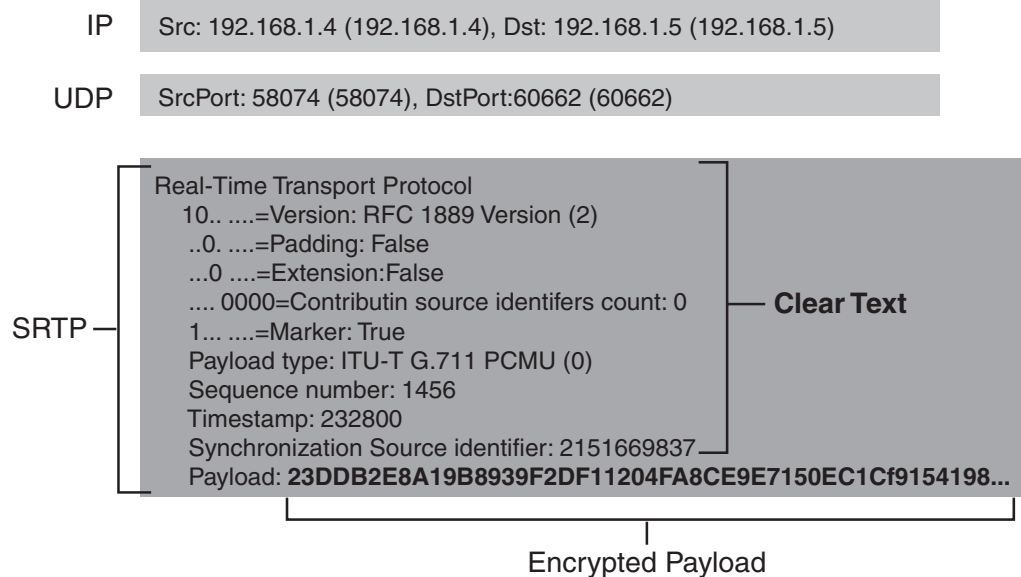 IP
Src: 192.168.1.4 (192.168.1.4), Dst: 192.168.1.5 (192.168.1.5)
UDP
SrcPort: 58074 (58074), DstPort:60662 (60662)
Real-Time Transport Protocol
10.. ....=Version: RFC 1889 Version (2)
..0. ....=Padding: False
...0 ....=Extension:False
.... 0000=Contributin source identifers count: 0
Clear Text
SRTP
1... ....=Marker: True
Payload type: ITU-T G.711 PCMU (0)
Sequence number: 1456
Timestamp: 232800
Synchronization Source identifier: 2151669837
Payload: 23DDB2E8A19B8939F2DF11204FA8CE9E7150EC1Cf9154198...
Encrypted Payload